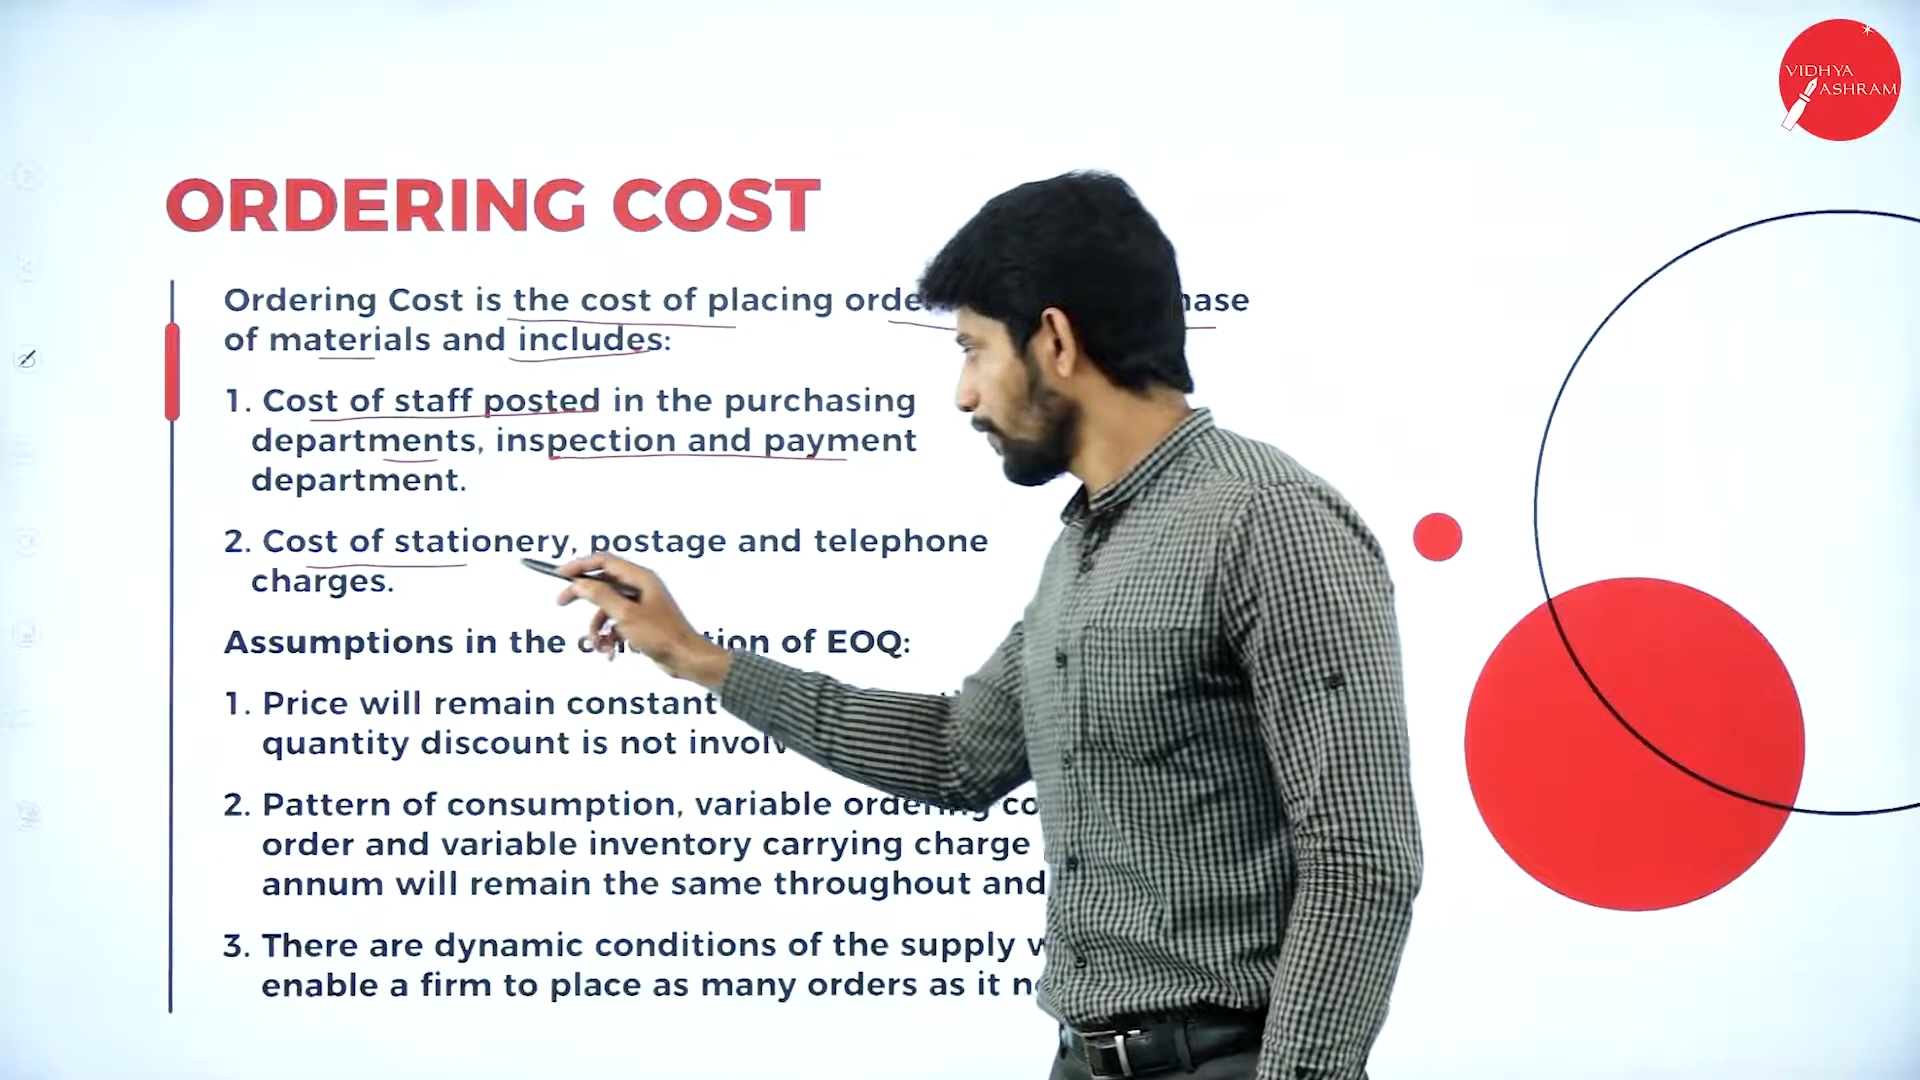 VIDHYA
ASHRAM
ORDERING COST
Ordering Cost is the cost of placing
of materials and includes:
1. Cost of staff posted in the purchasing
departments, inspection and payment
department.
2. Cost of stationery, postage and telephone
charges.
Assumptions in the of EOQ:
1. Price will remain constant
quantity discount is not
2. Pattern of consumption, variable ordering
order and variable inventory carrying charge
annum will remain the same throughout and
3. There are dynamic conditions of the supply
enable a firm to place as many orders as it